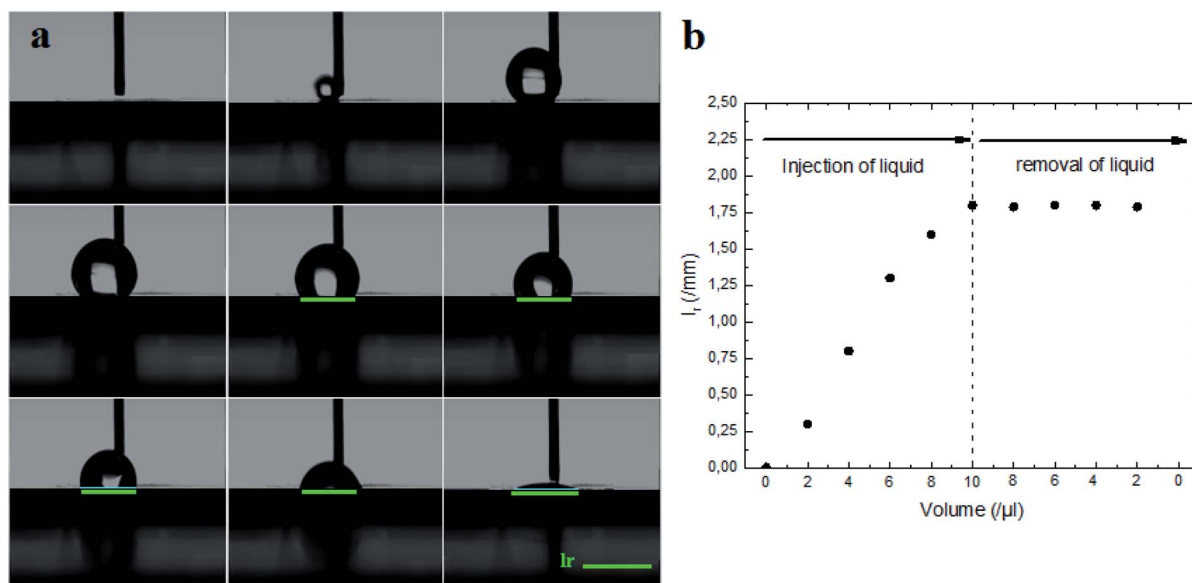 a
lr
b
2,50
2,25
2,00
1,75
1,50
1,25
1,00
0,75
0,50
0,25
0,00
Injection of liquid
removal of liquid
0 2 4 6 8 10 8 6 4 2 0
Volume (/µl)
l_r (/mm)